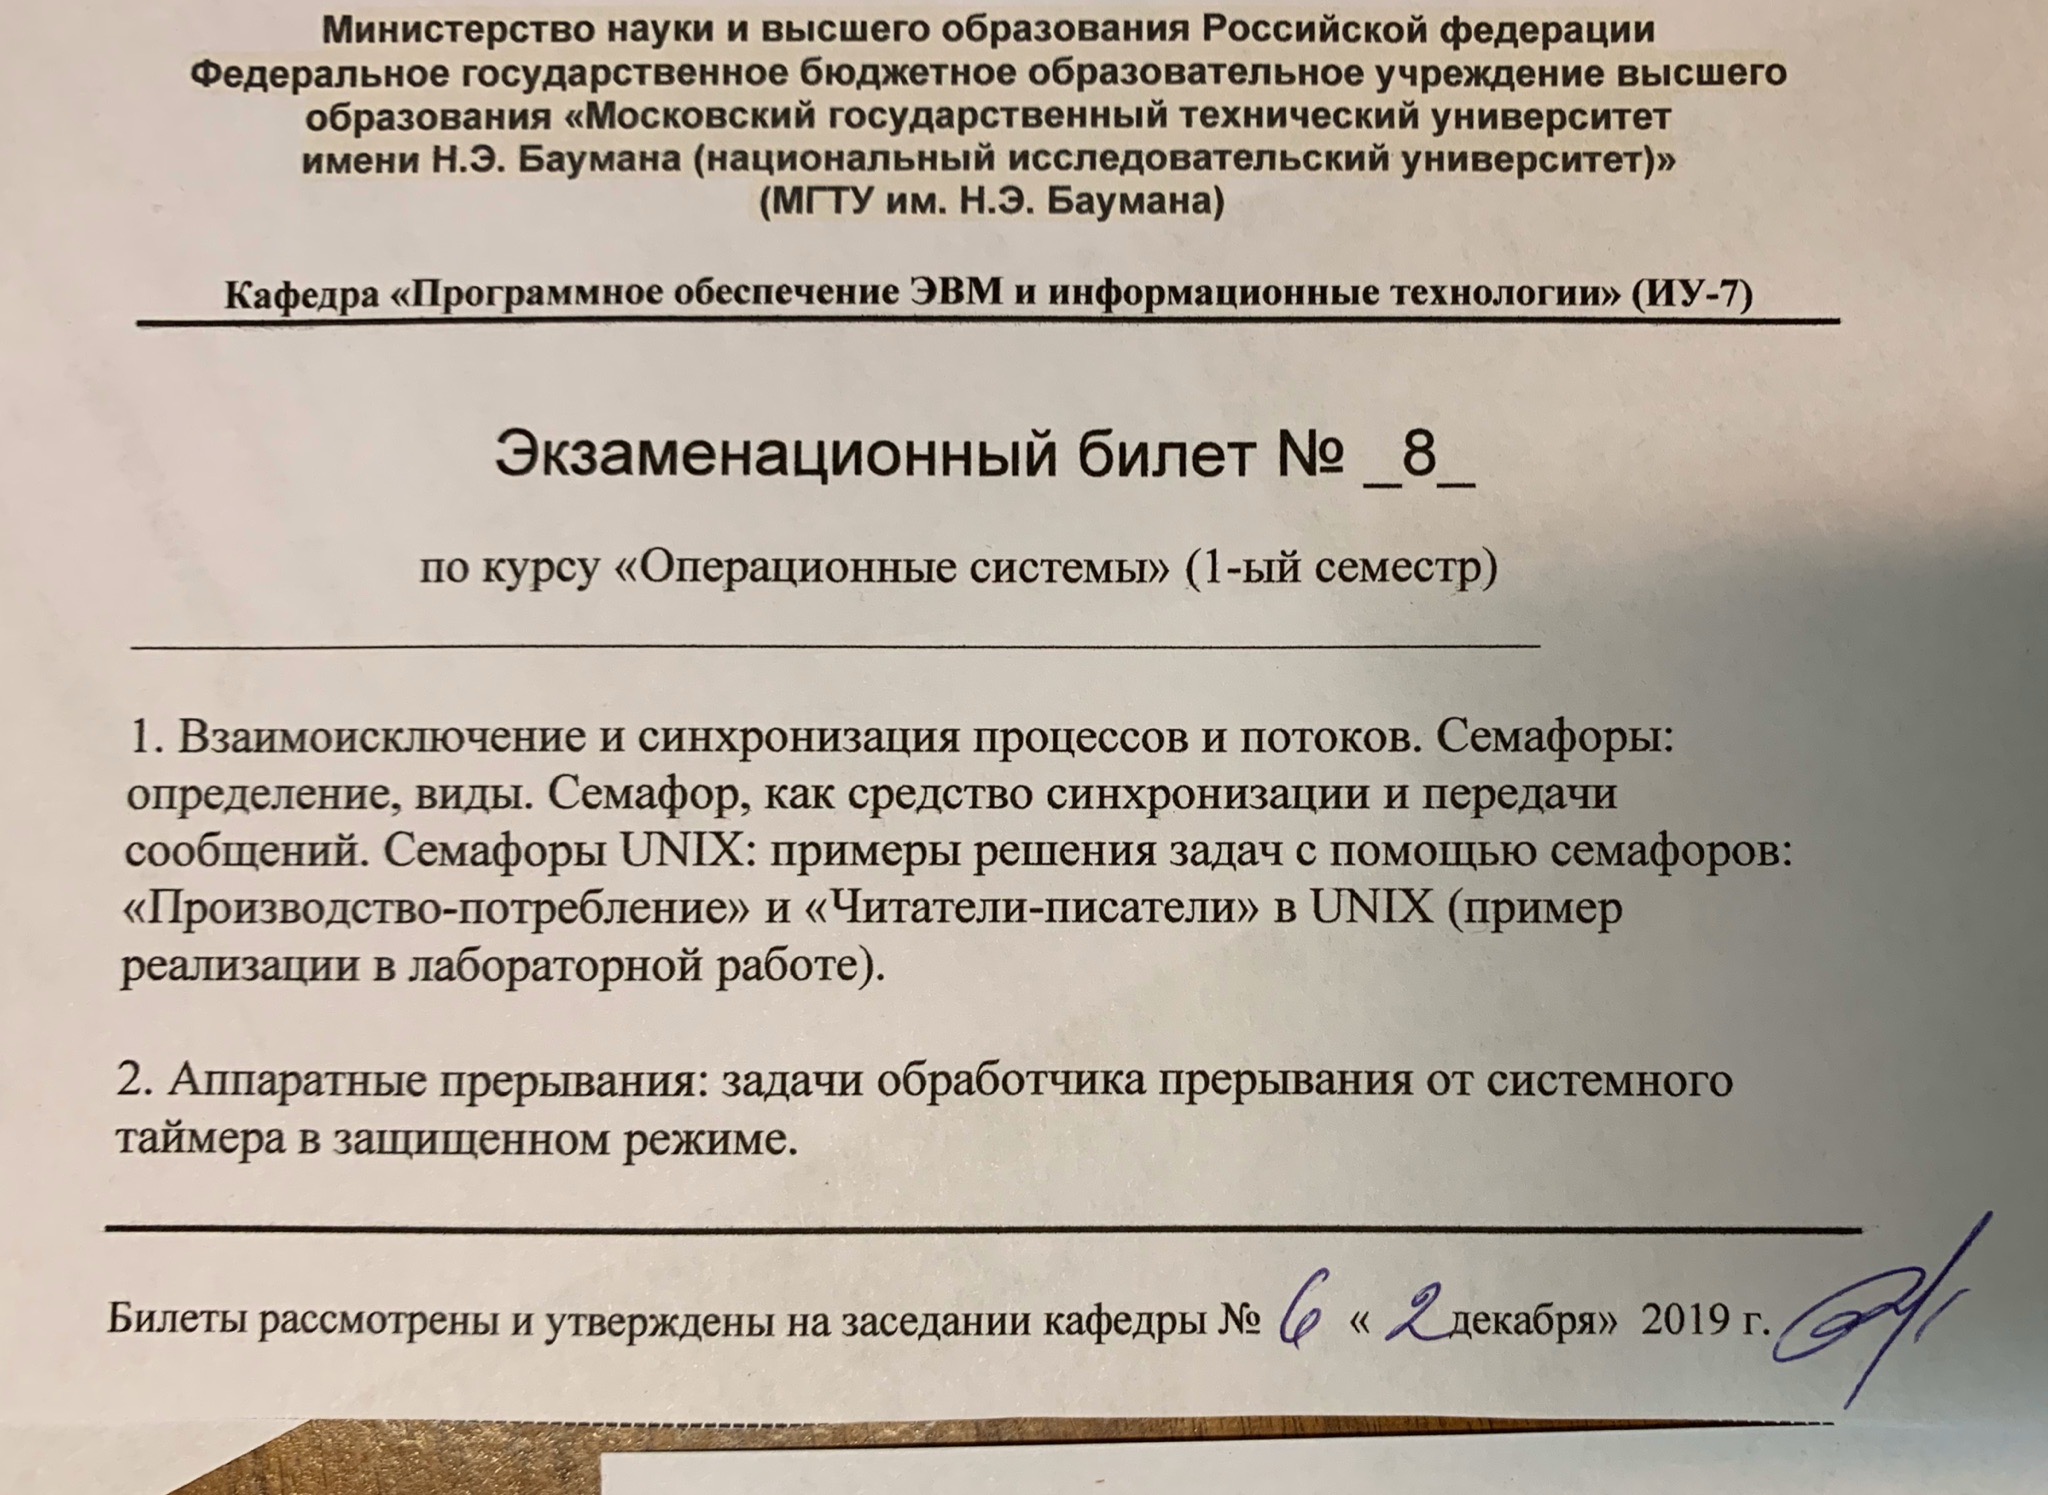 Министерство науки и высшего образования Российской федерации
Федеральное государственное бюджетное образовательное учреждение высшего
образования «Московский государственный технический университет
имени Н.Э. Баумана (национальный исследовательский университет)»
(МГТУ им. Н.Э. Баумана)
Кафедра «Программное обеспечение ЭВМ и информационные технологии» (ИУ-7)
Экзаменационный билет № _8_
по курсу «Операционные системы» (1-ый семестр)
1. Взаимоисключение и синхронизация процессов и потоков. Семафоры:
определение, виды. Семафор, как средство синхронизации и передачи
сообщений. Семафоры UNIX: примеры решения задач с помощью семафоров:
«Производство-потребление» и «Читатели-писатели» в UNIX (пример
реализации в лабораторной работе).
2. Аппаратные прерывания: задачи обработчика прерывания от системного
таймера в защищенном режиме.
Билеты рассмотрены и утверждены на заседании кафедры № 6 « 2 декабря» 2019 г.